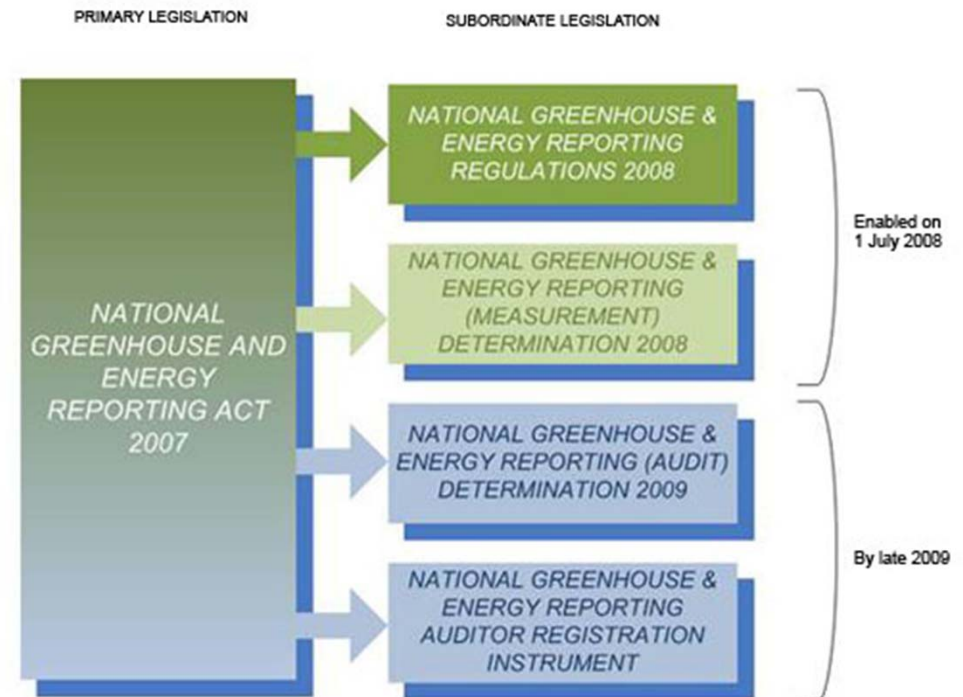 PRIMARY LEGISLATION
SUBORDINATE LEGISLATION
NATIONAL
GREENHOUSE AND
ENERGY
REPORTING ACT
2007
NATIONAL GREENHOUSE &
ENERGY REPORTING
REGULATIONS 2008
NATIONAL GREENHOUSE &
ENERGY REPORTING
(MEASUREMENT)
DETERMINATION 2008
Enabled on
1 July 2008
NATIONAL GREENHOUSE &
ENERGY REPORTING (AUDIT)
DETERMINATION 2009
NATIONAL GREENHOUSE &
ENERGY REPORTING
AUDITOR REGISTRATION
INSTRUMENT
By late 2009